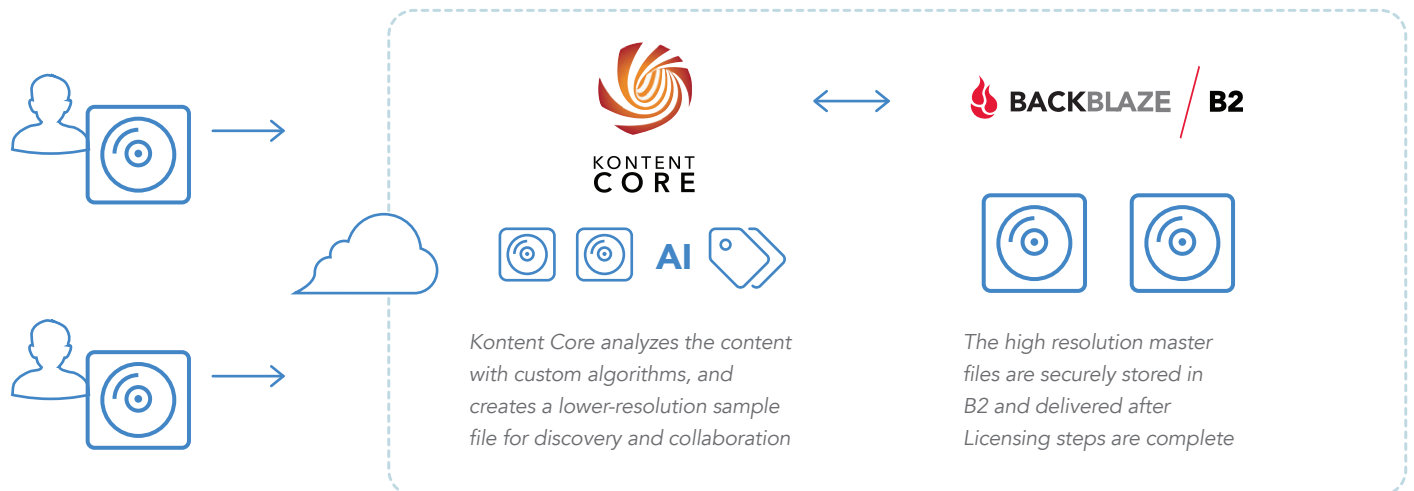 KONTENT
CORE
BACKBLAZE B2
AI
Kontent Core analyzes the content
with custom algorithms, and
creates a lower-resolution sample
file for discovery and collaboration
The high resolution master
files are securely stored in
B2 and delivered after
Licensing steps are complete